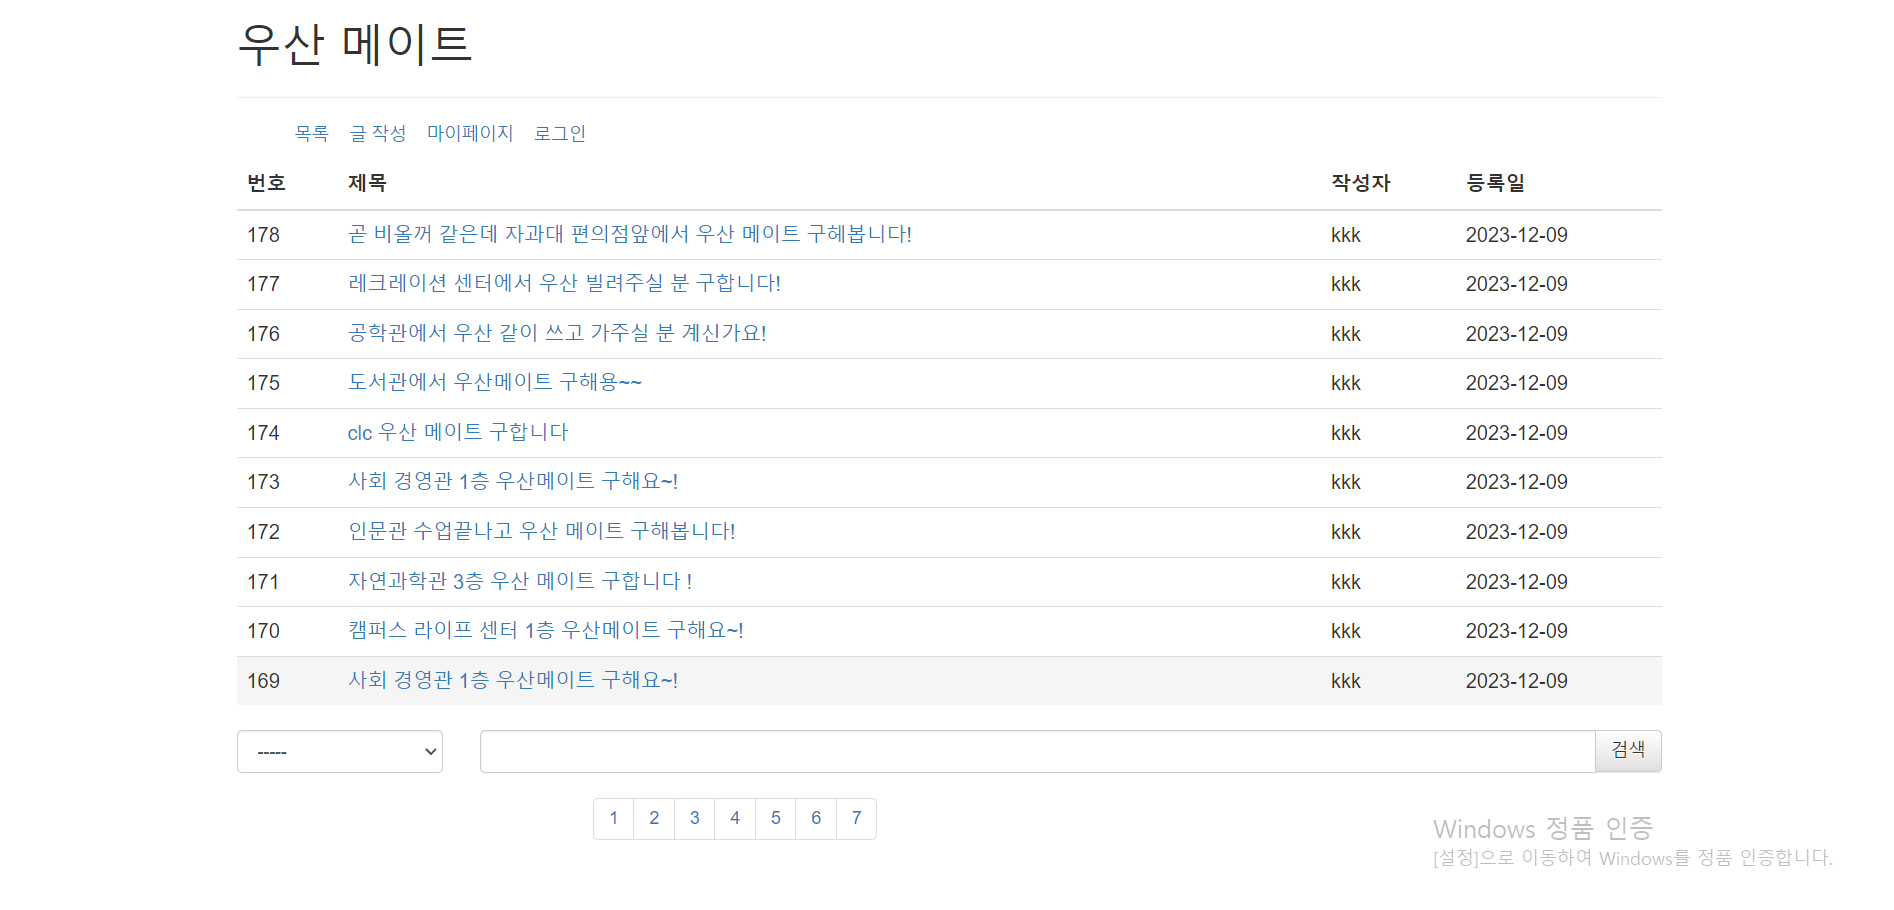 우산 메이트
목록 글 작성 마이페이지 로그인
번호 제목 작성자 등록일
178 곧 비올꺼 같은데 자과대 편의점앞에서 우산 메이트 구헤봅니다! kkk 2023-12-09
177 레크레이션 센터에서 우산 빌려주실 분 구합니다! kkk 2023-12-09
176 공학관에서 우산 같이 쓰고 가주실 분 계신가요! kkk 2023-12-09
175 도서관에서 우산메이트 구해용~~ kkk 2023-12-09
174 clc 우산 메이트 구합니다 kkk 2023-12-09
173 사회 경영관 1층 우산메이트 구해요~! kkk 2023-12-09
172 인문관 수업끝나고 우산 메이트 구해봅니다! kkk 2023-12-09
171 자연과학관 3층 우산 메이트 구합니다 ! kkk 2023-12-09
170 캠퍼스 라이프 센터 1층 우산메이트 구해요~! kkk 2023-12-09
169 사회 경영관 1층 우산메이트 구해요~! kkk 2023-12-09
----- 검색
1 2 3 4 5 6 7
Windows 정품 인증
[설정]으로 이동하여 Windows를 정품 인증합니다.